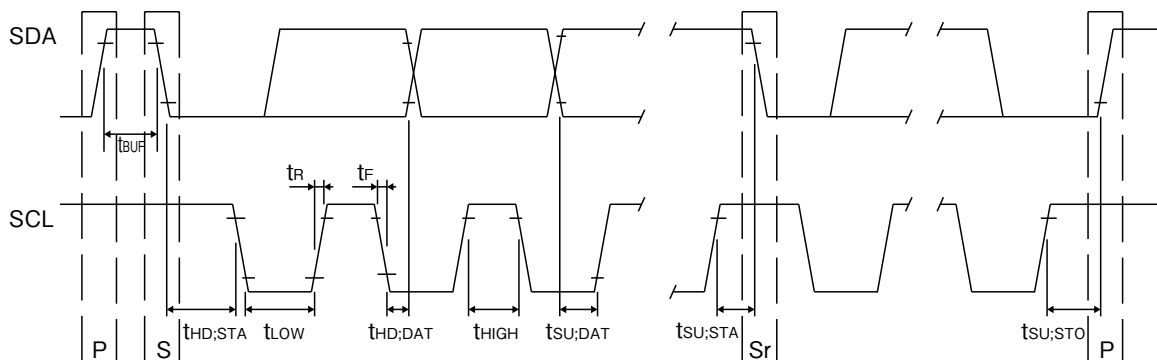 SDA
tBUF
tR
tF
SCL
tHD;STA
tLOW
tHD;DAT
tHIGH
tSU;DAT
tSU;STA
tSU;STO
P
S
Sr
P